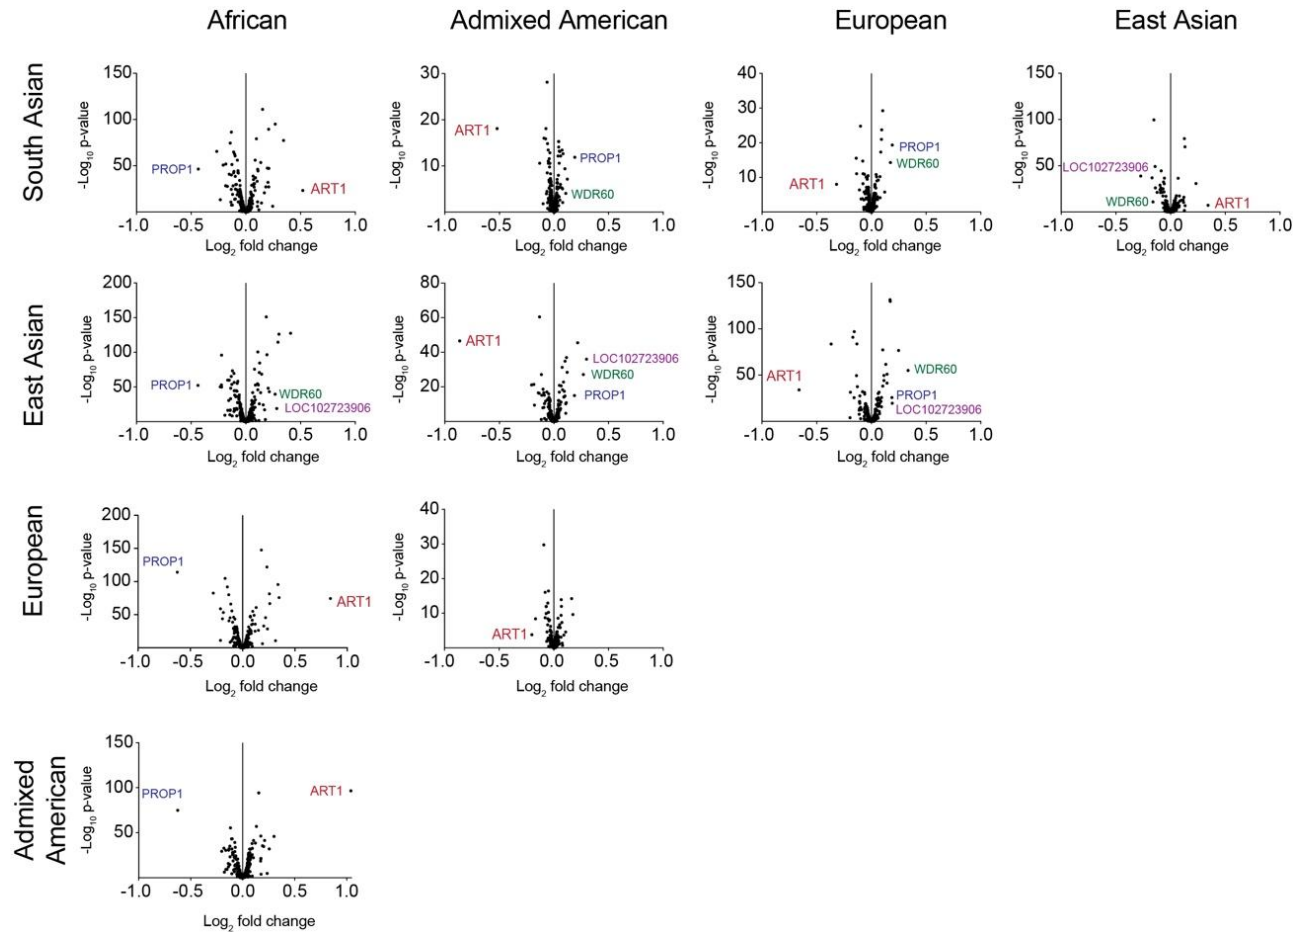 African
Admixed American
European
East Asian
South Asian
-Log10 p-value
150
100
50
PROP1
ART1
-1.0 -0.5 0.0 0.5 1.0
Log2 fold change
-Log10 p-value
30
20
10
ART1
PROP1
WDR60
-1.0 -0.5 0.0 0.5 1.0
Log2 fold change
-Log10 p-value
40
30
20
10
PROP1
WDR60
ART1
-1.0 -0.5 0.0 0.5 1.0
Log2 fold change
-Log10 p-value
150
100
50
LOC102723906
WDR60
ART1
-1.0 -0.5 0.0 0.5 1.0
Log2 fold change
East Asian
-Log10 p-value
200
150
100
50
PROP1
WDR60
LOC102723906
-1.0 -0.5 0.0 0.5 1.0
Log2 fold change
-Log10 p-value
80
60
40
20
ART1
LOC102723906
WDR60
PROP1
-1.0 -0.5 0.0 0.5 1.0
Log2 fold change
-Log10 p-value
150
100
50
ART1
WDR60
PROP1
LOC102723906
-1.0 -0.5 0.0 0.5 1.0
Log2 fold change
European
-Log10 p-value
200
150
100
50
PROP1
ART1
-1.0 -0.5 0.0 0.5 1.0
Log2 fold change
-Log10 p-value
40
30
20
10
ART1
-1.0 -0.5 0.0 0.5 1.0
Log2 fold change
Admixed
American
-Log10 p-value
150
100
50
PROP1
ART1
-1.0 -0.5 0.0 0.5 1.0
Log2 fold change